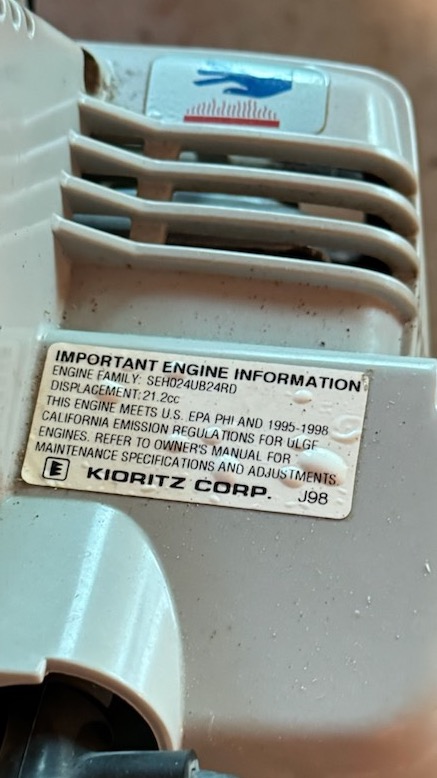 IMPORTANT ENGINE INFORMATION
ENGINE FAMILY: SEH024UB24RD
DISPLACEMENT: 21.2cc
THIS ENGINE MEETS U.S. EPA PHI AND 1995-1998
CALIFORNIA EMISSION REGULATIONS FOR ULGE
ENGINES. REFER TO OWNER'S MANUAL FOR
MAINTENANCE SPECIFICATIONS AND ADJUSTMENTS.
E KIORITZ CORP. J98